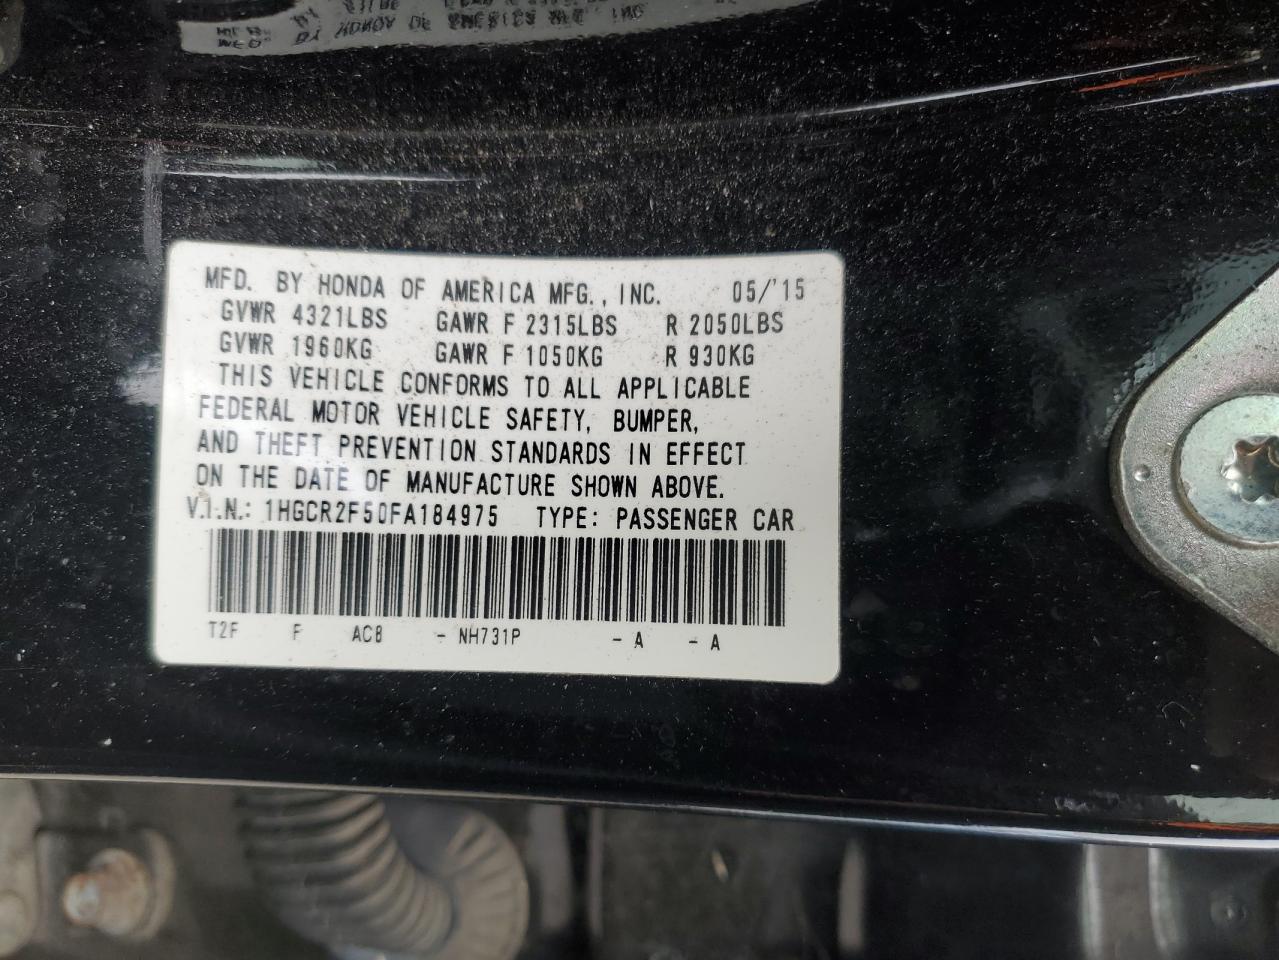 MFD. BY HONDA OF AMERICA MFG., INC. 05/'15
GVWR 4321LBS GAWR F 2315LBS R 2050LBS
GVWR 1960KG GAWR F 1050KG R 930KG
THIS VEHICLE CONFORMS TO ALL APPLICABLE
FEDERAL MOTOR VEHICLE SAFETY, BUMPER,
AND THEFT PREVENTION STANDARDS IN EFFECT
ON THE DATE OF MANUFACTURE SHOWN ABOVE.
V.I.N.: 1HGCR2F50FA184975 TYPE: PASSENGER CAR
T2F F AC8 - NH731P - A - A